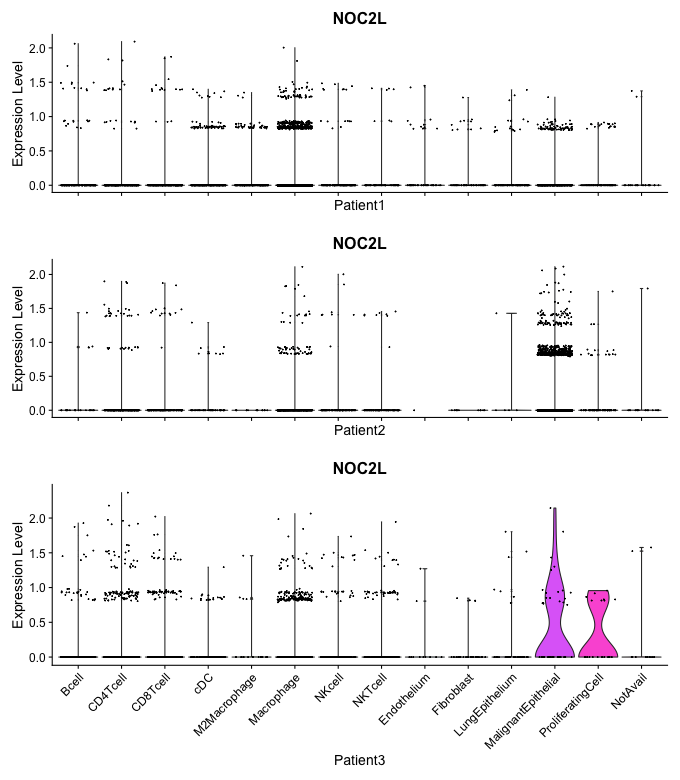 NOC2L
Expression Level
2.0
1.5
1.0
0.5
0.0
Patient1
NOC2L
Expression Level
2.0
1.5
1.0
0.5
0.0
Patient2
NOC2L
Expression Level
2.0
1.5
1.0
0.5
0.0
Bcell
CD4Tcell
CD8Tcell
cDC
M2Macrophage
Macrophage
NKcell
NKTcell
Endothelium
Fibroblast
LungEpithelium
MalignantEpithelial
ProliferatingCell
NotAvail
Patient3